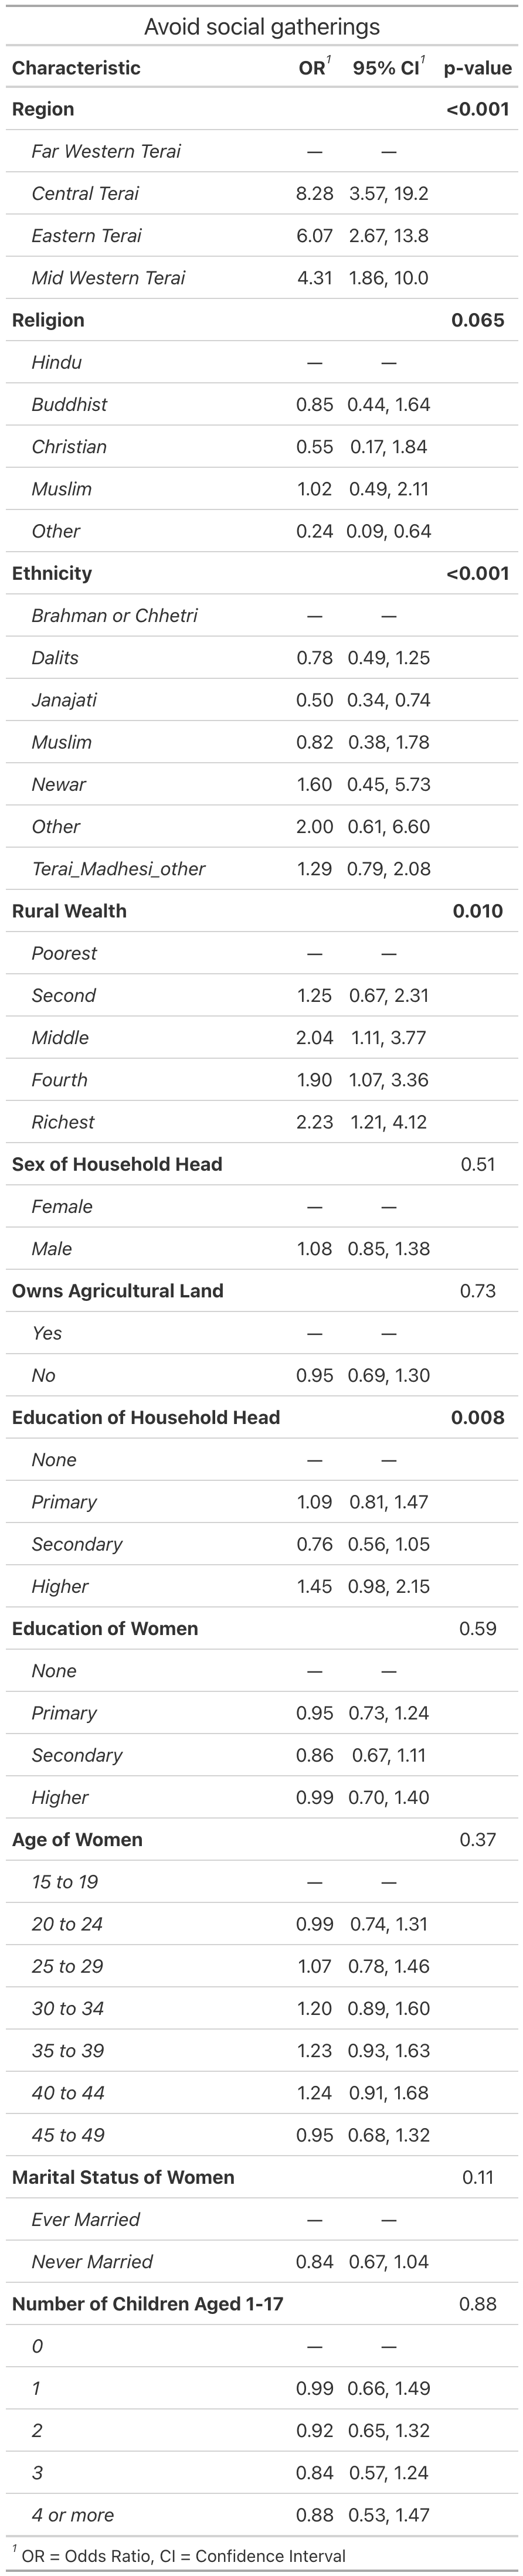 Avoid social gatherings
Characteristic OR¹ 95% CI¹ p-value
Region <0.001
Far Western Terai — —
Central Terai 8.28 3.57, 19.2
Eastern Terai 6.07 2.67, 13.8
Mid Western Terai 4.31 1.86, 10.0
Religion 0.065
Hindu — —
Buddhist 0.85 0.44, 1.64
Christian 0.55 0.17, 1.84
Muslim 1.02 0.49, 2.11
Other 0.24 0.09, 0.64
Ethnicity <0.001
Brahman or Chhetri — —
Dalits 0.78 0.49, 1.25
Janajati 0.50 0.34, 0.74
Muslim 0.82 0.38, 1.78
Newar 1.60 0.45, 5.73
Other 2.00 0.61, 6.60
Terai_Madhesi_other 1.29 0.79, 2.08
Rural Wealth 0.010
Poorest — —
Second 1.25 0.67, 2.31
Middle 2.04 1.11, 3.77
Fourth 1.90 1.07, 3.36
Richest 2.23 1.21, 4.12
Sex of Household Head 0.51
Female — —
Male 1.08 0.85, 1.38
Owns Agricultural Land 0.73
Yes — —
No 0.95 0.69, 1.30
Education of Household Head 0.008
None — —
Primary 1.09 0.81, 1.47
Secondary 0.76 0.56, 1.05
Higher 1.45 0.98, 2.15
Education of Women 0.59
None — —
Primary 0.95 0.73, 1.24
Secondary 0.86 0.67, 1.11
Higher 0.99 0.70, 1.40
Age of Women 0.37
15 to 19 — —
20 to 24 0.99 0.74, 1.31
25 to 29 1.07 0.78, 1.46
30 to 34 1.20 0.89, 1.60
35 to 39 1.23 0.93, 1.63
40 to 44 1.24 0.91, 1.68
45 to 49 0.95 0.68, 1.32
Marital Status of Women 0.11
Ever Married — —
Never Married 0.84 0.67, 1.04
Number of Children Aged 1-17 0.88
0 — —
1 0.99 0.66, 1.49
2 0.92 0.65, 1.32
3 0.84 0.57, 1.24
4 or more 0.88 0.53, 1.47
¹ OR = Odds Ratio, CI = Confidence Interval